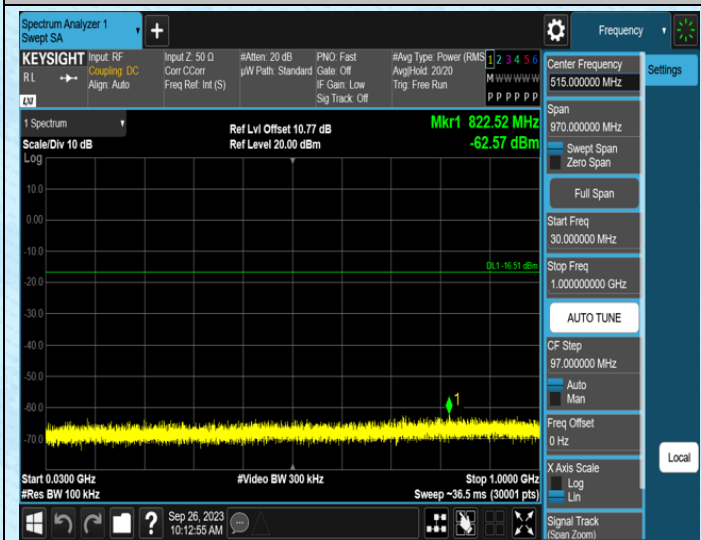 Spectrum Analyzer 1
Swept SA
+
Frequency
KEYSIGHT
RL
LXI
Input: RF
Coupling: DC
Align: Auto
Input Z: 50 Ω
Corr CCorr
Freq Ref: Int (S)
#Atten: 20 dB
µW Path: Standard
PNO: Fast
Gate: Off
IF Gain: Low
Sig Track: Off
#Avg Type: Power (RMS
Avg|Hold: 20/20
Trig: Free Run
1 2 3 4 5 6
M W W W W W
P P P P P P
1 Spectrum
Scale/Div 10 dB
Log
Ref Lvl Offset 10.77 dB
Ref Level 20.00 dBm
Mkr1 822.52 MHz
-62.57 dBm
10.0
0.00
-10.0
DL1 -16.51 dBm
-20.0
-30.0
-40.0
-50.0
-60.0
1
-70.0
Start 0.0300 GHz
#Res BW 100 kHz
#Video BW 300 kHz
Stop 1.0000 GHz
Sweep ~36.5 ms (30001 pts)
?
Sep 26, 2023
10:12:55 AM
Center Frequency
515.000000 MHz
Settings
Span
970.000000 MHz
Swept Span
Zero Span
Full Span
Start Freq
30.000000 MHz
Stop Freq
1.000000000 GHz
AUTO TUNE
CF Step
97.000000 MHz
Auto
Man
Freq Offset
0 Hz
X Axis Scale
Log
Lin
Local
Signal Track
(Span Zoom)